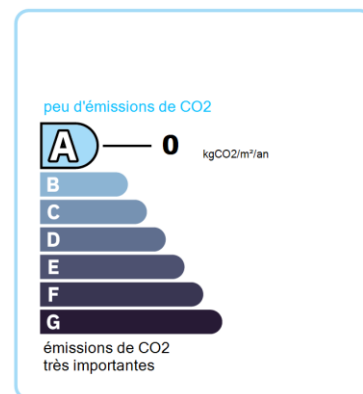 peu d'émissions de CO2
A 0 kgCO2/m²/an
B
C
D
E
F
G
émissions de CO2
très importantes